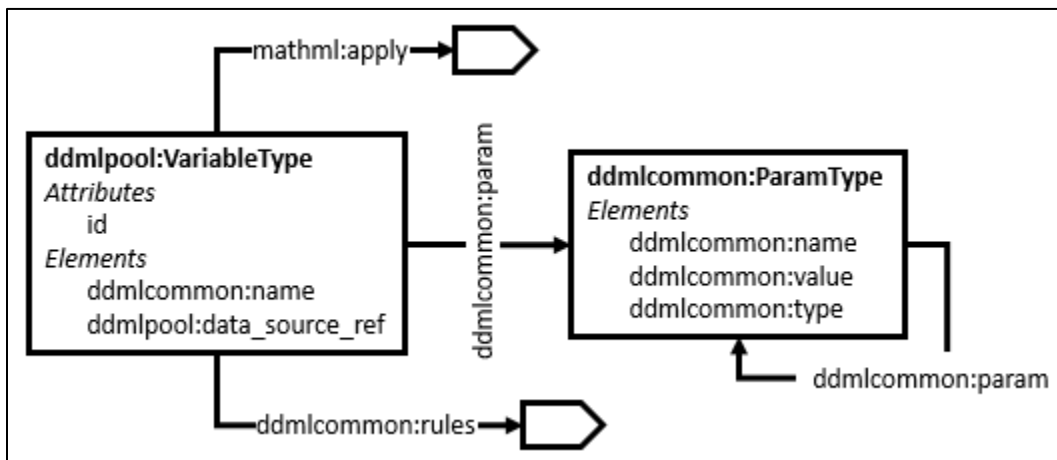 mathml:apply
ddmlpool:VariableType
Attributes
id
Elements
ddmlcommon:name
ddmlpool:data_source_ref
ddmlcommon:param
ddmlcommon:ParamType
Elements
ddmlcommon:name
ddmlcommon:value
ddmlcommon:type
ddmlcommon:param
ddmlcommon:rules